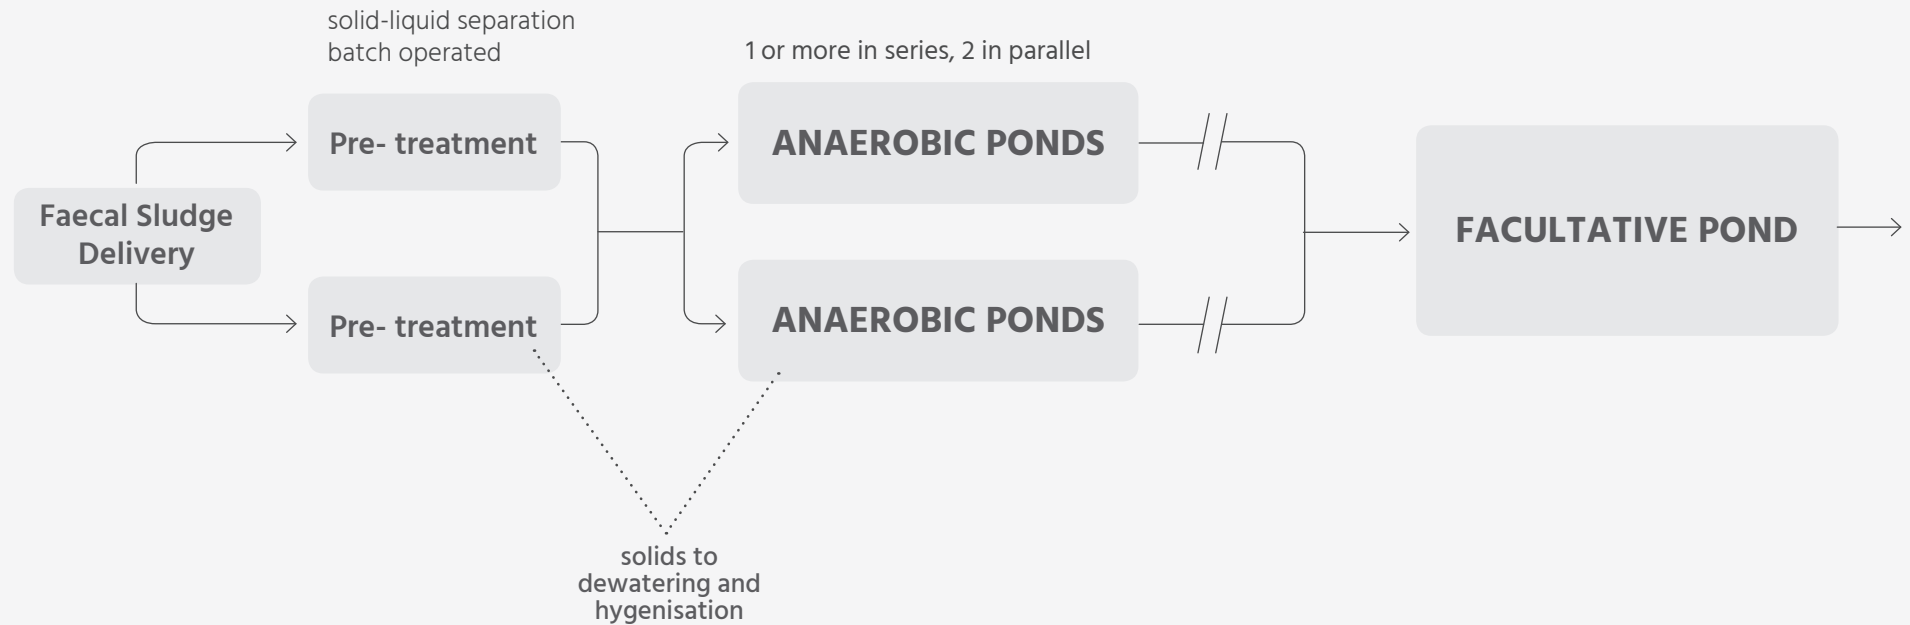 solid-liquid separation
batch operated
1 or more in series, 2 in parallel
Pre- treatment
ANAEROBIC PONDS
Faecal Sludge
Delivery
FACULTATIVE POND
Pre- treatment
ANAEROBIC PONDS
solids to
dewatering and
hygenisation